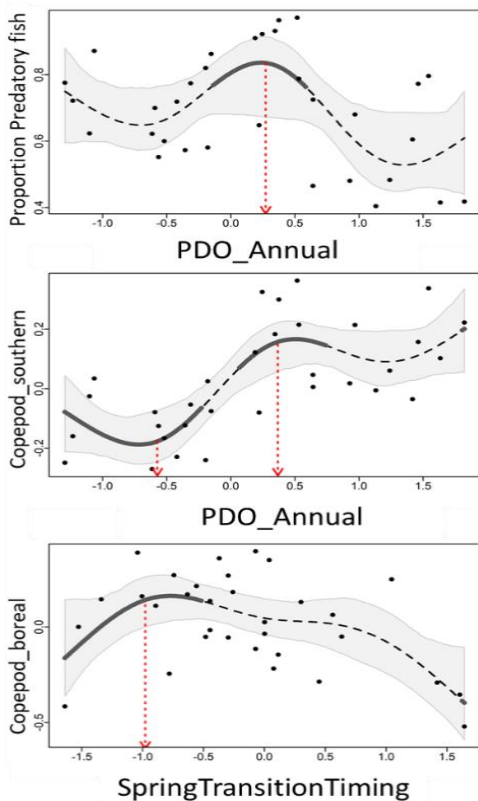 Proportion Predatory fish
0.8
0.6
0.4
-1.0 -0.5 0.0 0.5 1.0 1.5
PDO_Annual
Copepod_southern
0.2
0.0
-0.2
-1.0 -0.5 0.0 0.5 1.0 1.5
PDO_Annual
Copepod_boreal
0.0
-0.5
-1.5 -1.0 -0.5 0.0 0.5 1.0 1.5
SpringTransitionTiming